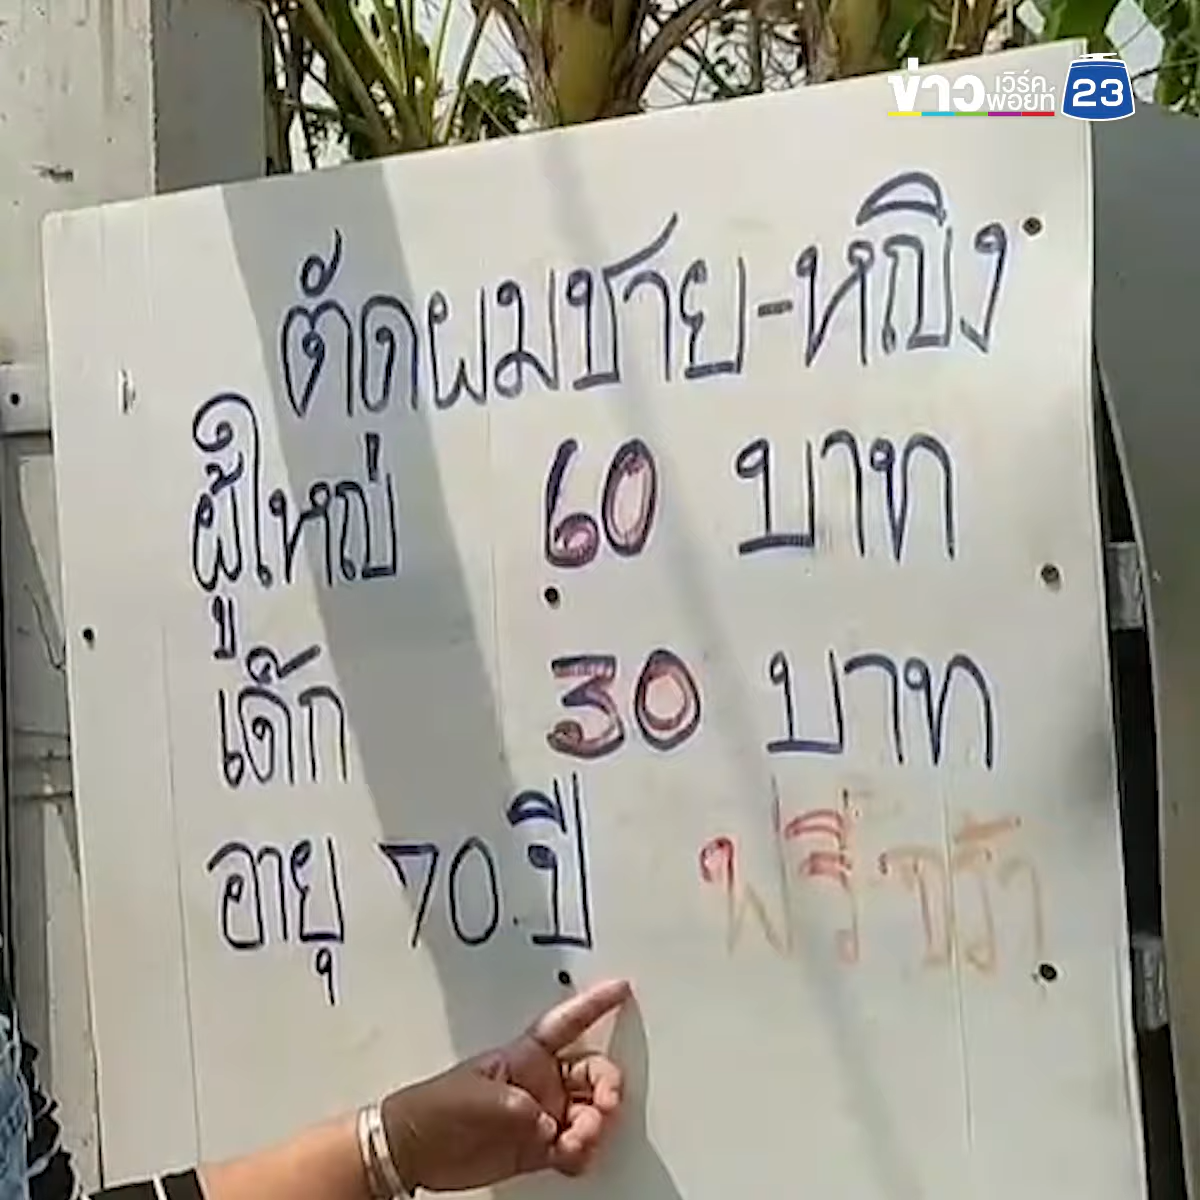 ข่าว เวิร์คพอยท์ 23
ตัดผมชาย-หญิง
ผู้ใหญ่ 60 บาท
เด็ก 30 บาท
อายุ 70 ปี ฟรีจร้า